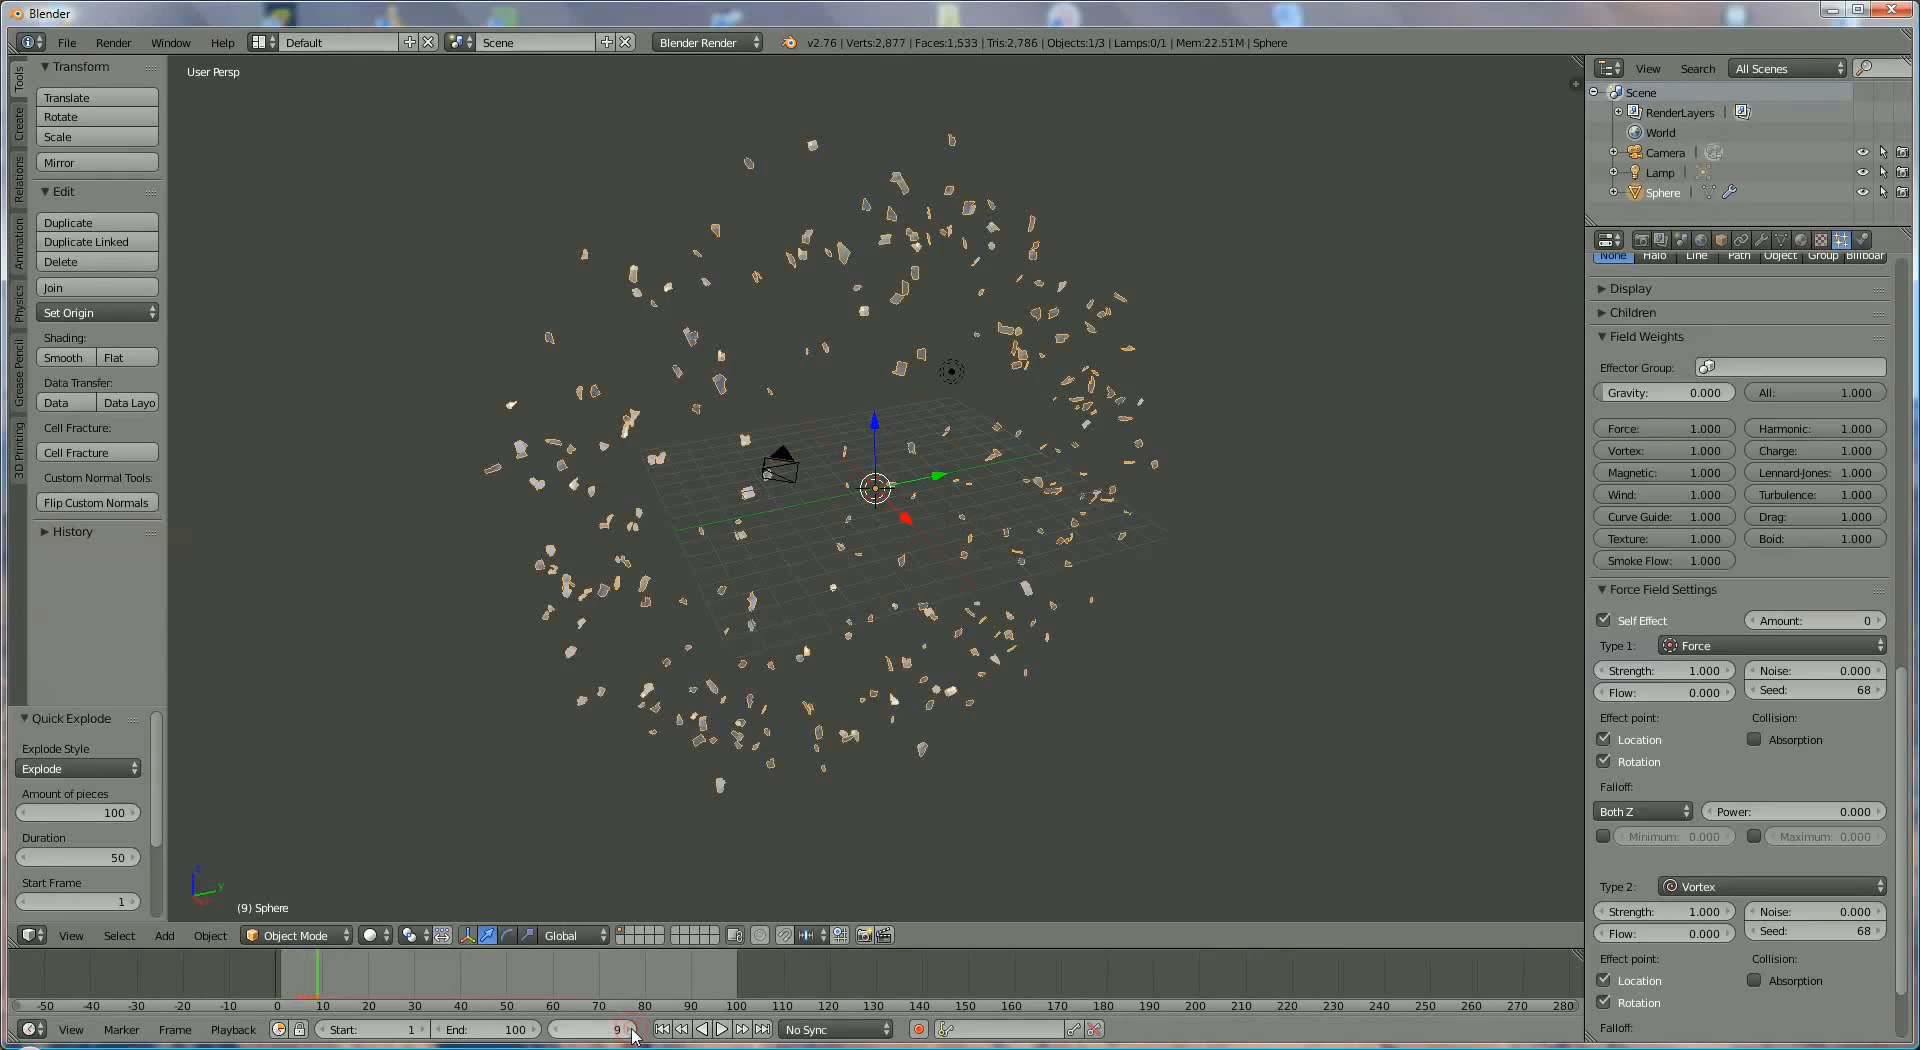 Blender
File Render Window Help Default Scene Blender Render v2.76 | Verts:2,877 | Faces:1,533 | Tris:2,786 | Objects:1/3 | Lamps:0/1 | Mem:22.51M | Sphere
Tools
Create
Relations
Animation
Physics
Grease Pencil
3D Printing
Transform
Translate
Rotate
Scale
Mirror
Edit
Duplicate
Duplicate Linked
Delete
Join
Set Origin
Shading:
Smooth Flat
Data Transfer:
Data Data Layo
Cell Fracture:
Cell Fracture
Custom Normal Tools:
Flip Custom Normals
History
Quick Explode
Explode Style
Explode
Amount of pieces
100
Duration
50
Start Frame
1
User Persp
z
y
(9) Sphere
View Select Add Object Object Mode Global
View Search All Scenes
Scene
RenderLayers |
World
Camera |
Lamp |
Sphere |
None Halo Line Path Object Group Billboar
Display
Children
Field Weights
Effector Group:
Gravity: 0.000 All: 1.000
Force: 1.000 Harmonic: 1.000
Vortex: 1.000 Charge: 1.000
Magnetic: 1.000 Lennard-Jones: 1.000
Wind: 1.000 Turbulence: 1.000
Curve Guide: 1.000 Drag: 1.000
Texture: 1.000 Boid: 1.000
Smoke Flow: 1.000
Force Field Settings
Self Effect Amount: 0
Type 1: Force
Strength: 1.000 Noise: 0.000
Flow: 0.000 Seed: 68
Effect point: Collision:
Location Absorption
Rotation
Falloff:
Both Z Power: 0.000
Minimum: 0.000 Maximum: 0.000
Type 2: Vortex
Strength: 1.000 Noise: 0.000
Flow: 0.000 Seed: 68
Effect point: Collision:
Location Absorption
Rotation
Falloff:
-50 -40 -30 -20 -10 0 10 20 30 40 50 60 70 80 90 100 110 120 130 140 150 160 170 180 190 200 210 220 230 240 250 260 270 280
View Marker Frame Playback Start: 1 End: 100 9 No Sync